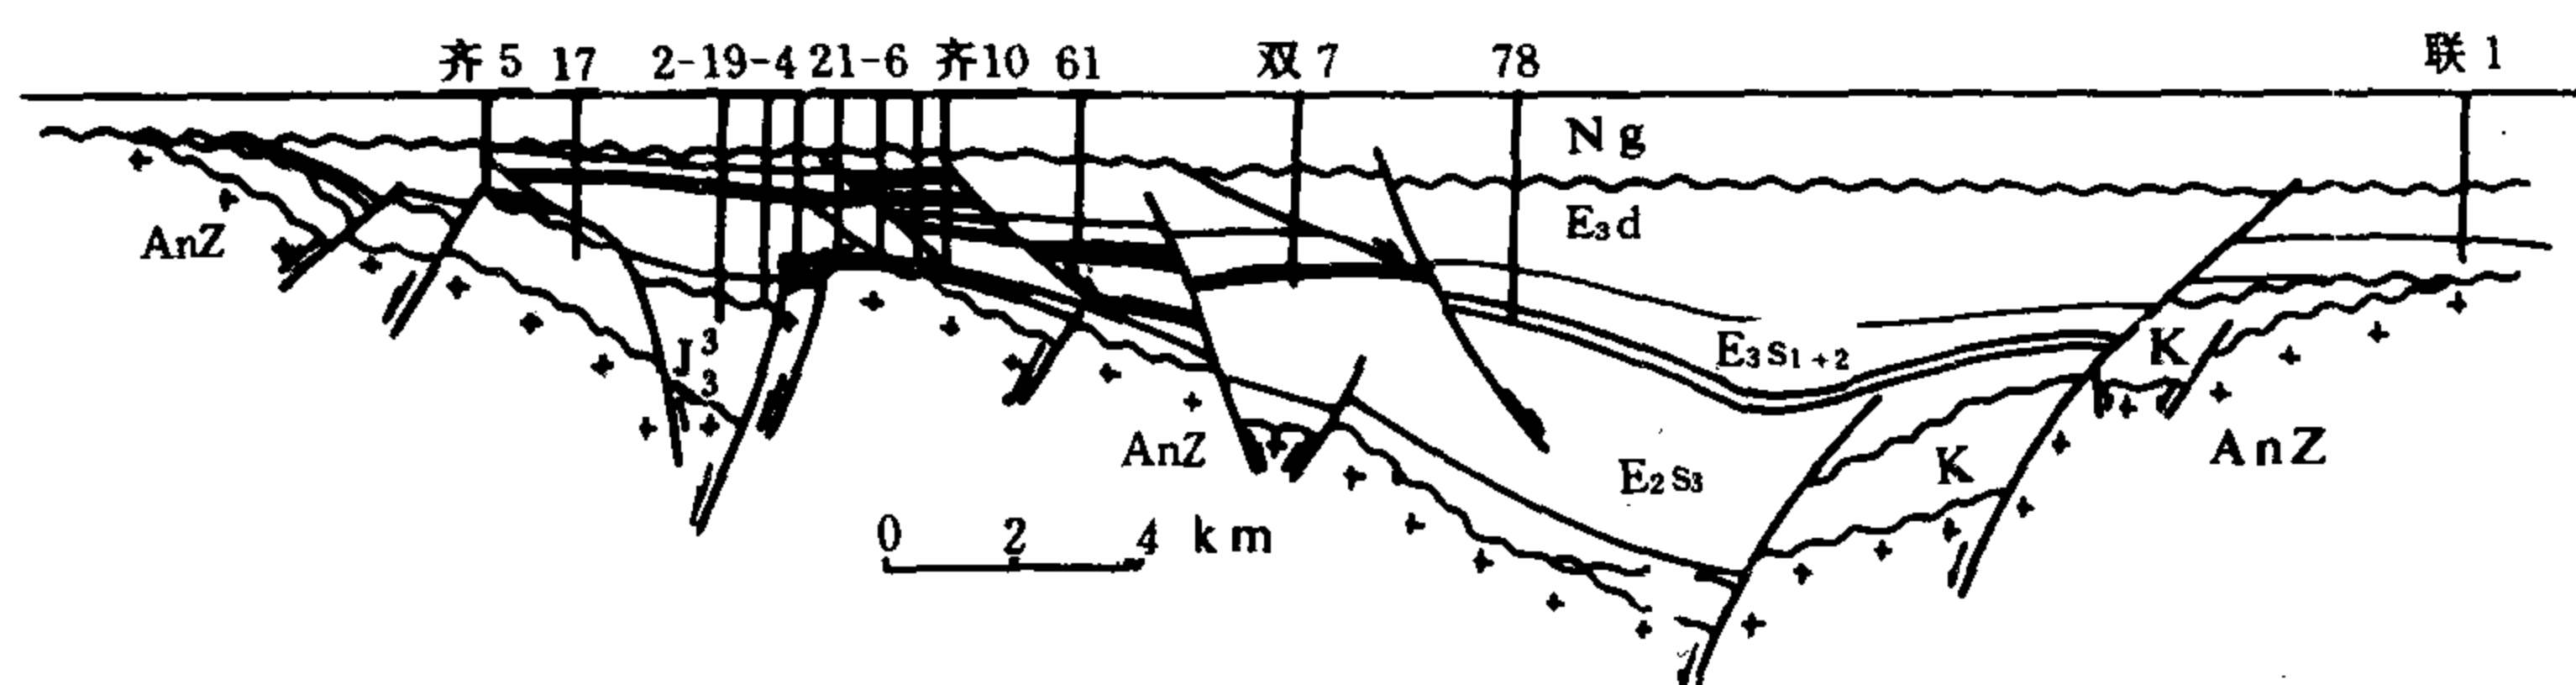 齐 5 17 2-19-4 21-6 齐10 61 双 7 78 联 1
Ng
E₃d
AnZ
J₃³
E₃s₁₊₂
K
AnZ
E₂s₃
K
AnZ
0 2 4 km